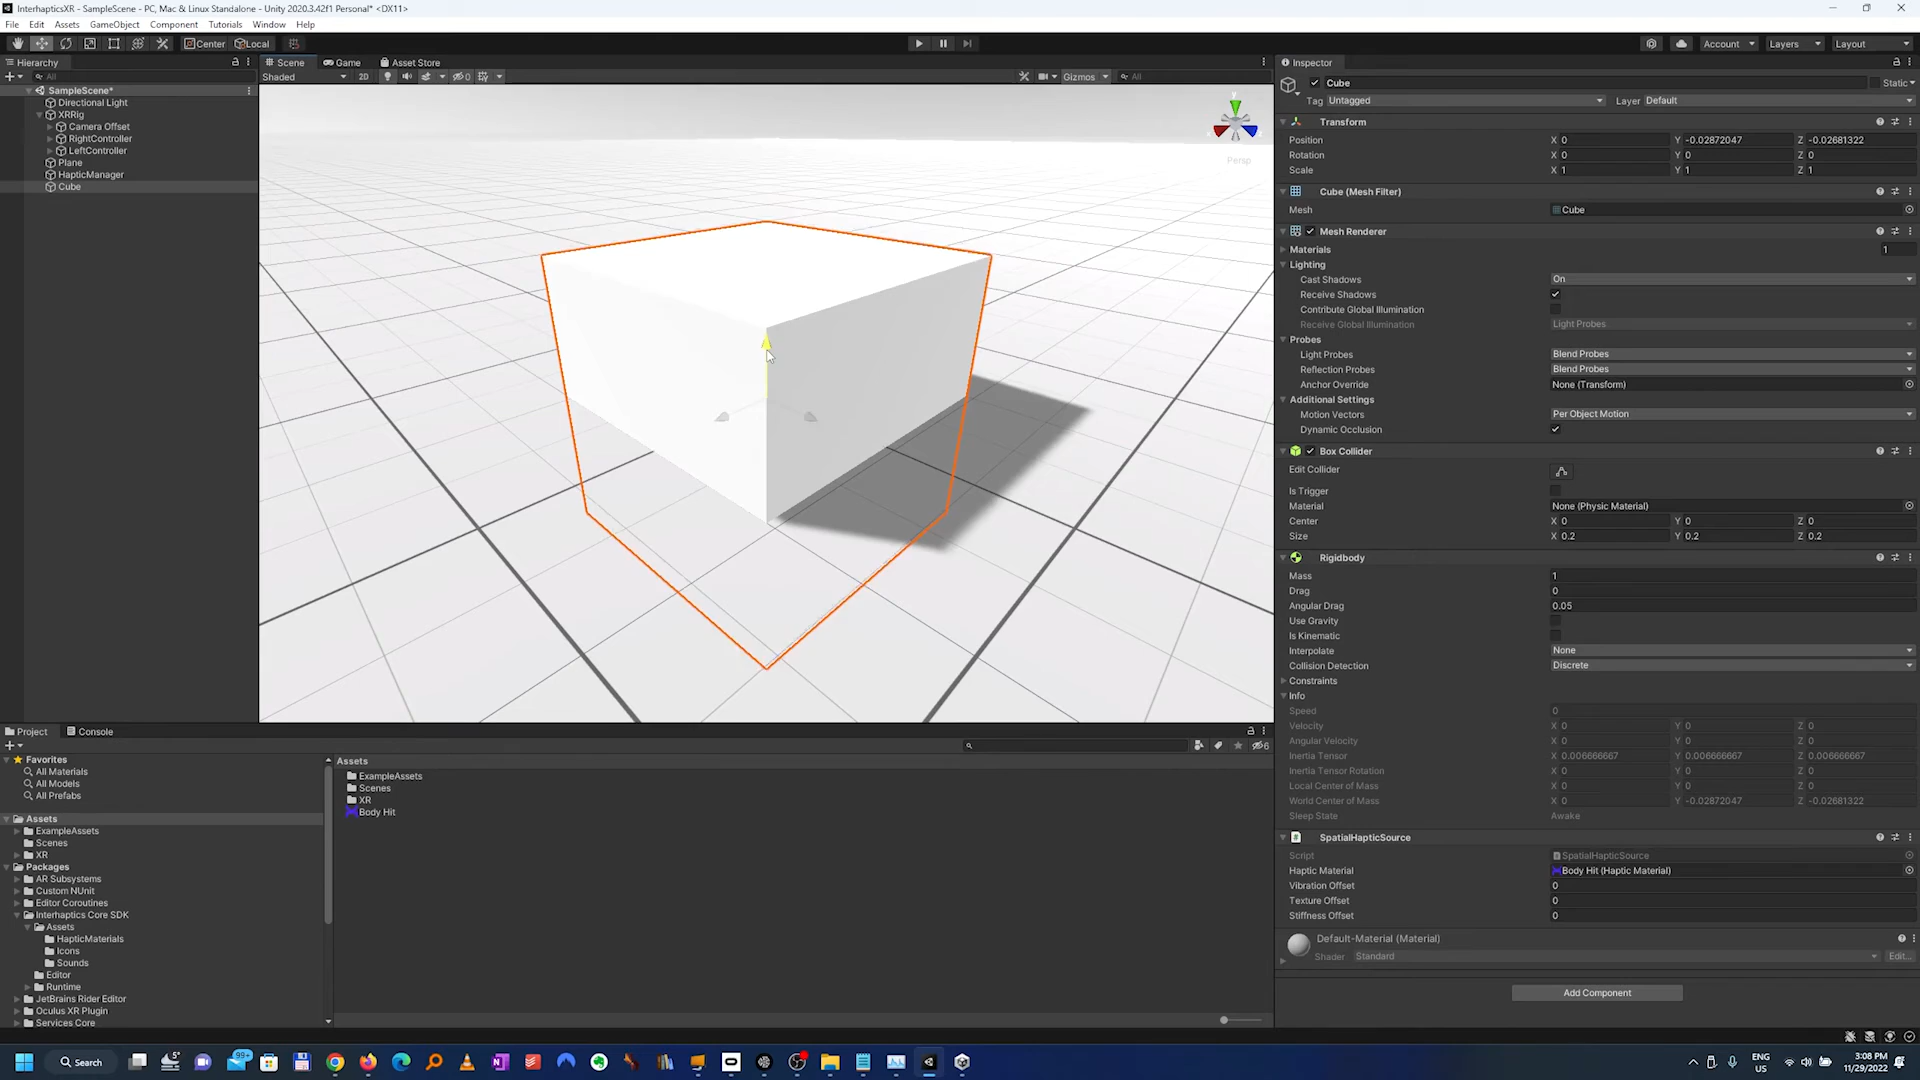 InterhapticsXR - SampleScene - PC, Mac & Linux Standalone - Unity 2020.3.42f1 Personal* <DX11>
File Edit Assets GameObject Component Tutorials Window Help
Center Local Account Layers Layout
Hierarchy
All
SampleScene*
Directional Light
XRRig
Camera Offset
RightController
LeftController
Plane
HapticManager
Cube
Scene Game Asset Store
Shaded 2D 0 Gizmos All
y
x
Persp
Inspector
Cube Static
Tag Untagged Layer Default
Transform
Position X 0 Y -0.02872047 Z -0.02681322
Rotation X 0 Y 0 Z 0
Scale X 1 Y 1 Z 1
Cube (Mesh Filter)
Mesh Cube
Mesh Renderer
Materials 1
Lighting
Cast Shadows On
Receive Shadows
Contribute Global Illumination
Receive Global Illumination Light Probes
Probes
Light Probes Blend Probes
Reflection Probes Blend Probes
Anchor Override None (Transform)
Additional Settings
Motion Vectors Per Object Motion
Dynamic Occlusion
Box Collider
Edit Collider
Is Trigger
Material None (Physic Material)
Center X 0 Y 0 Z 0
Size X 0.2 Y 0.2 Z 0.2
Rigidbody
Mass 1
Drag 0
Angular Drag 0.05
Use Gravity
Is Kinematic
Interpolate None
Collision Detection Discrete
Constraints
Info
Speed 0
Velocity X 0 Y 0 Z 0
Angular Velocity X 0 Y 0 Z 0
Inertia Tensor X 0.006666667 Y 0.006666667 Z 0.006666667
Inertia Tensor Rotation X 0 Y 0 Z 0
Local Center of Mass X 0 Y 0 Z 0
World Center of Mass X 0 Y -0.02872047 Z -0.02681322
Sleep State Awake
SpatialHapticSource
Script SpatialHapticSource
Haptic Material Body Hit (Haptic Material)
Vibration Offset 0
Texture Offset 0
Stiffness Offset 0
Default-Material (Material)
Shader Standard Edit...
Add Component
Project Console
6
Favorites
All Materials
All Models
All Prefabs
Assets
ExampleAssets
Scenes
XR
Packages
AR Subsystems
Custom NUnit
Editor Coroutines
Interhaptics Core SDK
Assets
HapticMaterials
Icons
Sounds
Editor
Runtime
JetBrains Rider Editor
Oculus XR Plugin
Services Core
Assets
ExampleAssets
Scenes
XR
Body Hit
Search
5°
99+
ENG
US
3:08 PM
11/29/2022